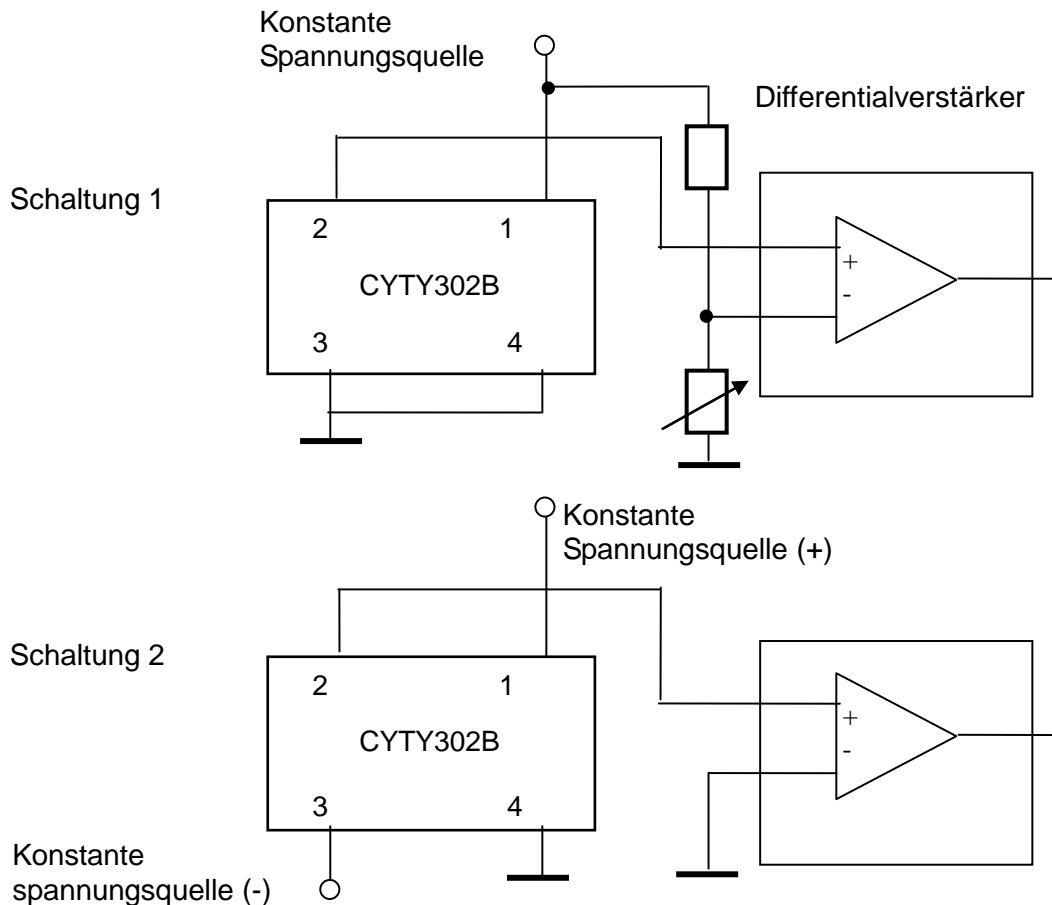 Konstante
Spannungsquelle
Differentialverstärker
Schaltung 1
2 1
CYTY302B
3 4
+
-
Konstante
Spannungsquelle (+)
Schaltung 2
2 1
CYTY302B
3 4
+
-
Konstante
spannungsquelle (-)